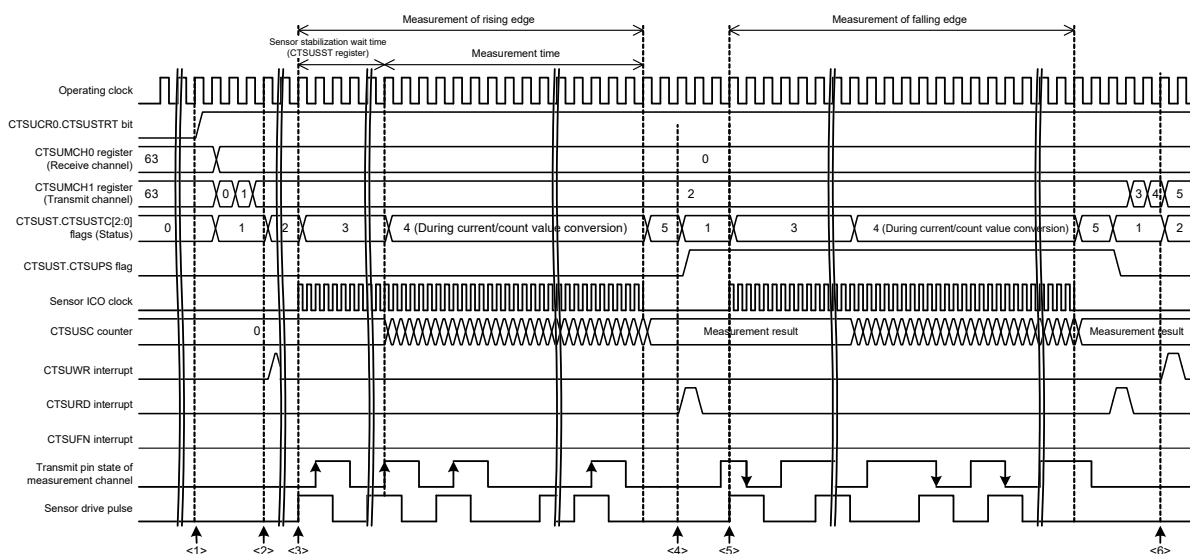 Measurement of rising edge
Measurement of falling edge
Sensor stabilization wait time
(CTSUSST register)
Measurement time
Operating clock
CTSUCR0.CTSUSTRT bit
CTSUMCH0 register
(Receive channel)
63
0
CTSUMCH1 register
(Transmit channel)
63
0
1
2
3
4
5
CTSUST.CTSUSTC[2:0]
flags (Status)
0
1
2
3
4 (During current/count value conversion)
5
1
3
4 (During current/count value conversion)
5
1
2
CTSUST.CTSUPS flag
Sensor ICO clock
CTSUSC counter
0
Measurement result
Measurement result
CTSUWR interrupt
CTSURD interrupt
CTSUFN interrupt
Transmit pin state of
measurement channel
Sensor drive pulse
<1>
<2>
<3>
<4>
<5>
<6>